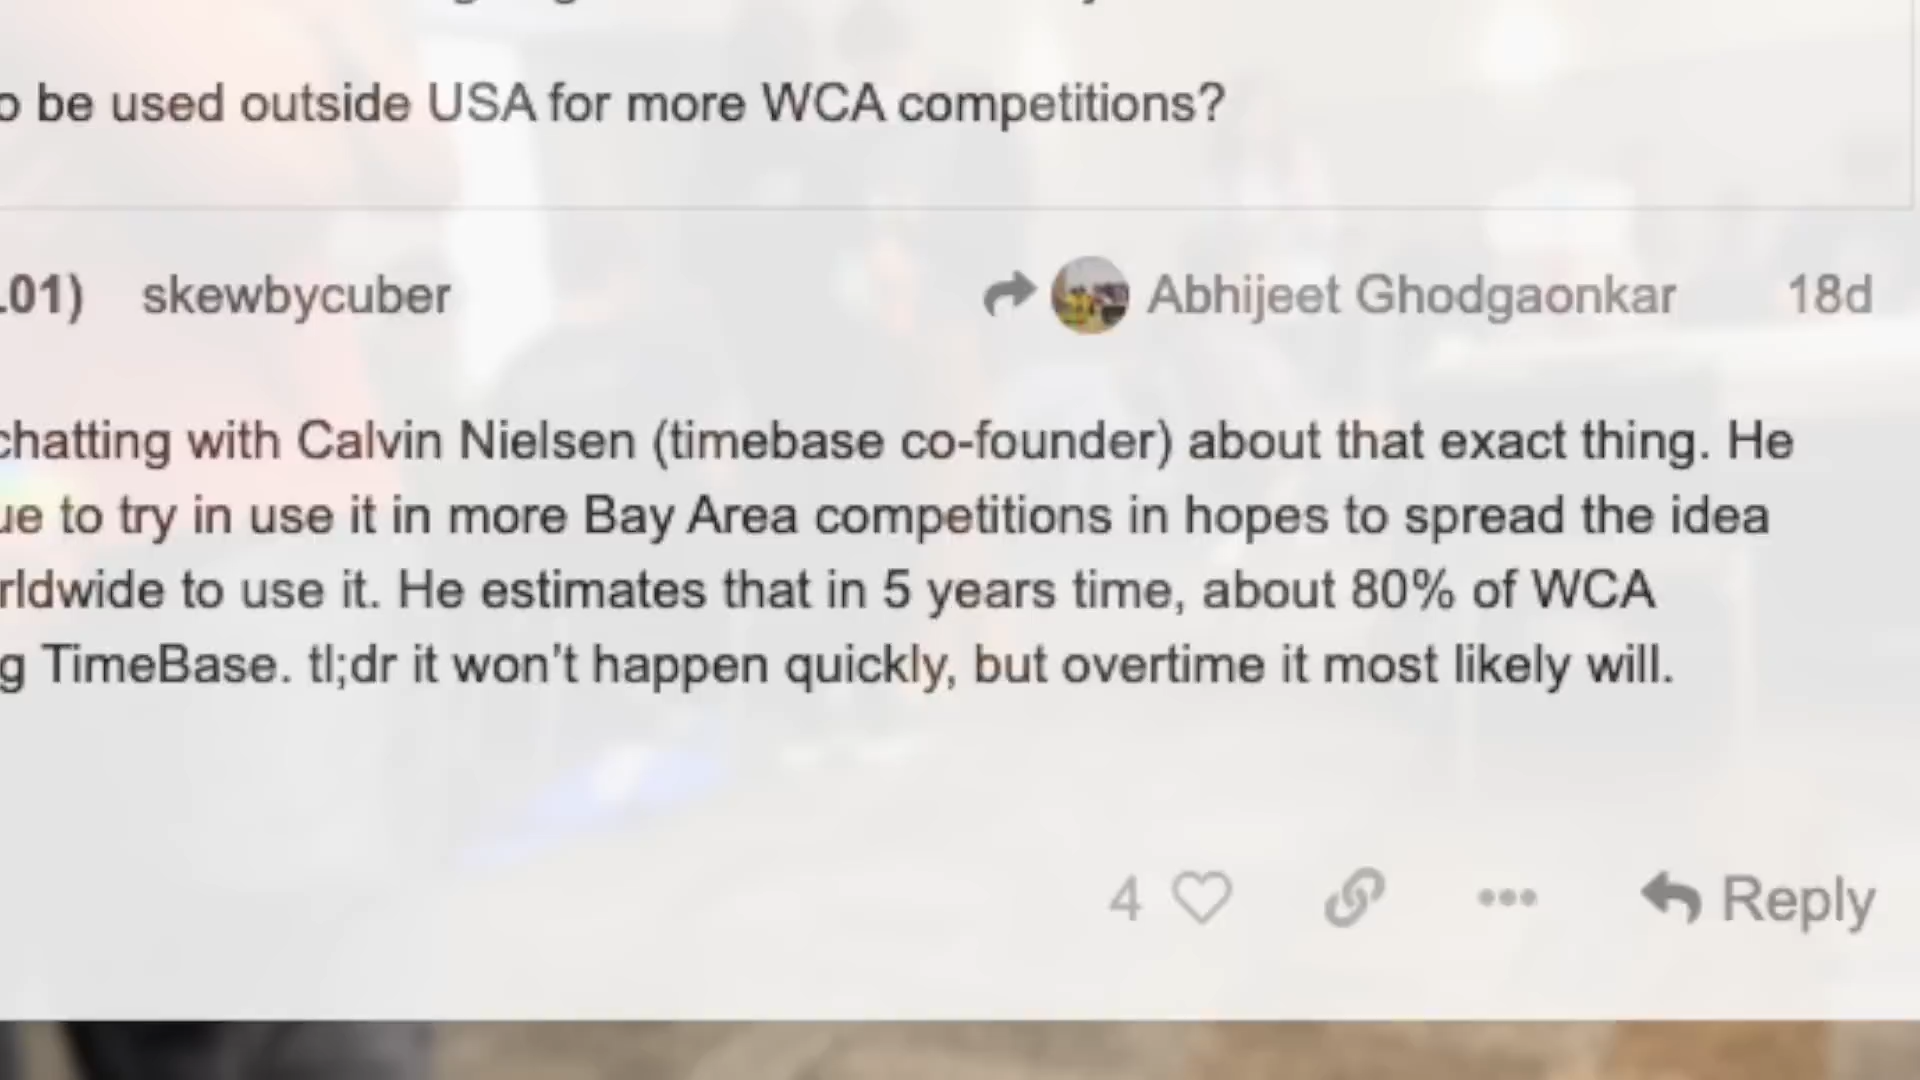 be used outside USA for more WCA competitions?
.01) skewbycuber Abhijeet Ghodgaonkar 18d
chatting with Calvin Nielsen (timebase co-founder) about that exact thing. He
to try in use it in more Bay Area competitions in hopes to spread the idea
to use it. He estimates that in 5 years time, about 80% of WCA
TimeBase. tl;dr it won't happen quickly, but overtime it most likely will.
4 Reply